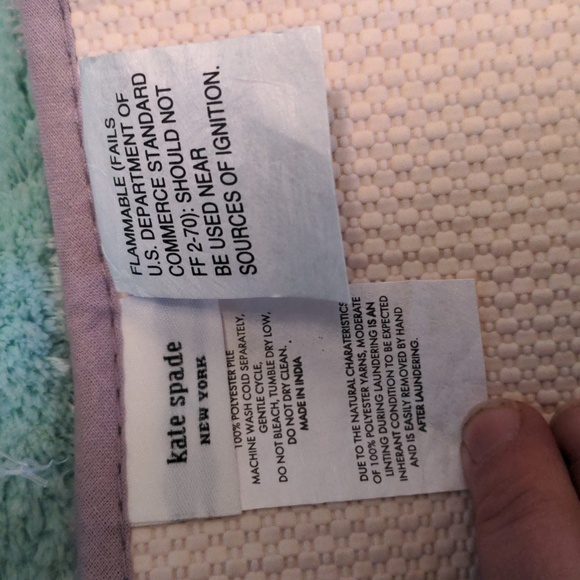 FLAMMABLE (FAILS
U.S. DEPARTMENT OF
COMMERCE STANDARD
FF 2-70): SHOULD NOT
BE USED NEAR
SOURCES OF IGNITION.
kate spade
NEW YORK
100% POLYESTER PILE
MACHINE WASH COLD SEPARATELY,
GENTLE CYCLE,
DO NOT BLEACH, TUMBLE DRY LOW,
DO NOT DRY CLEAN.
MADE IN INDIA
DUE TO THE NATURAL CHARATERISTICS
OF 100% POLYESTER YARNS, MODERATE
LINTING DURING LAUNDERING IS AN
INHERANT CONDITION TO BE EXPECTED
AND IS EASILY REMOVED BY HAND
AFTER LAUNDERING.